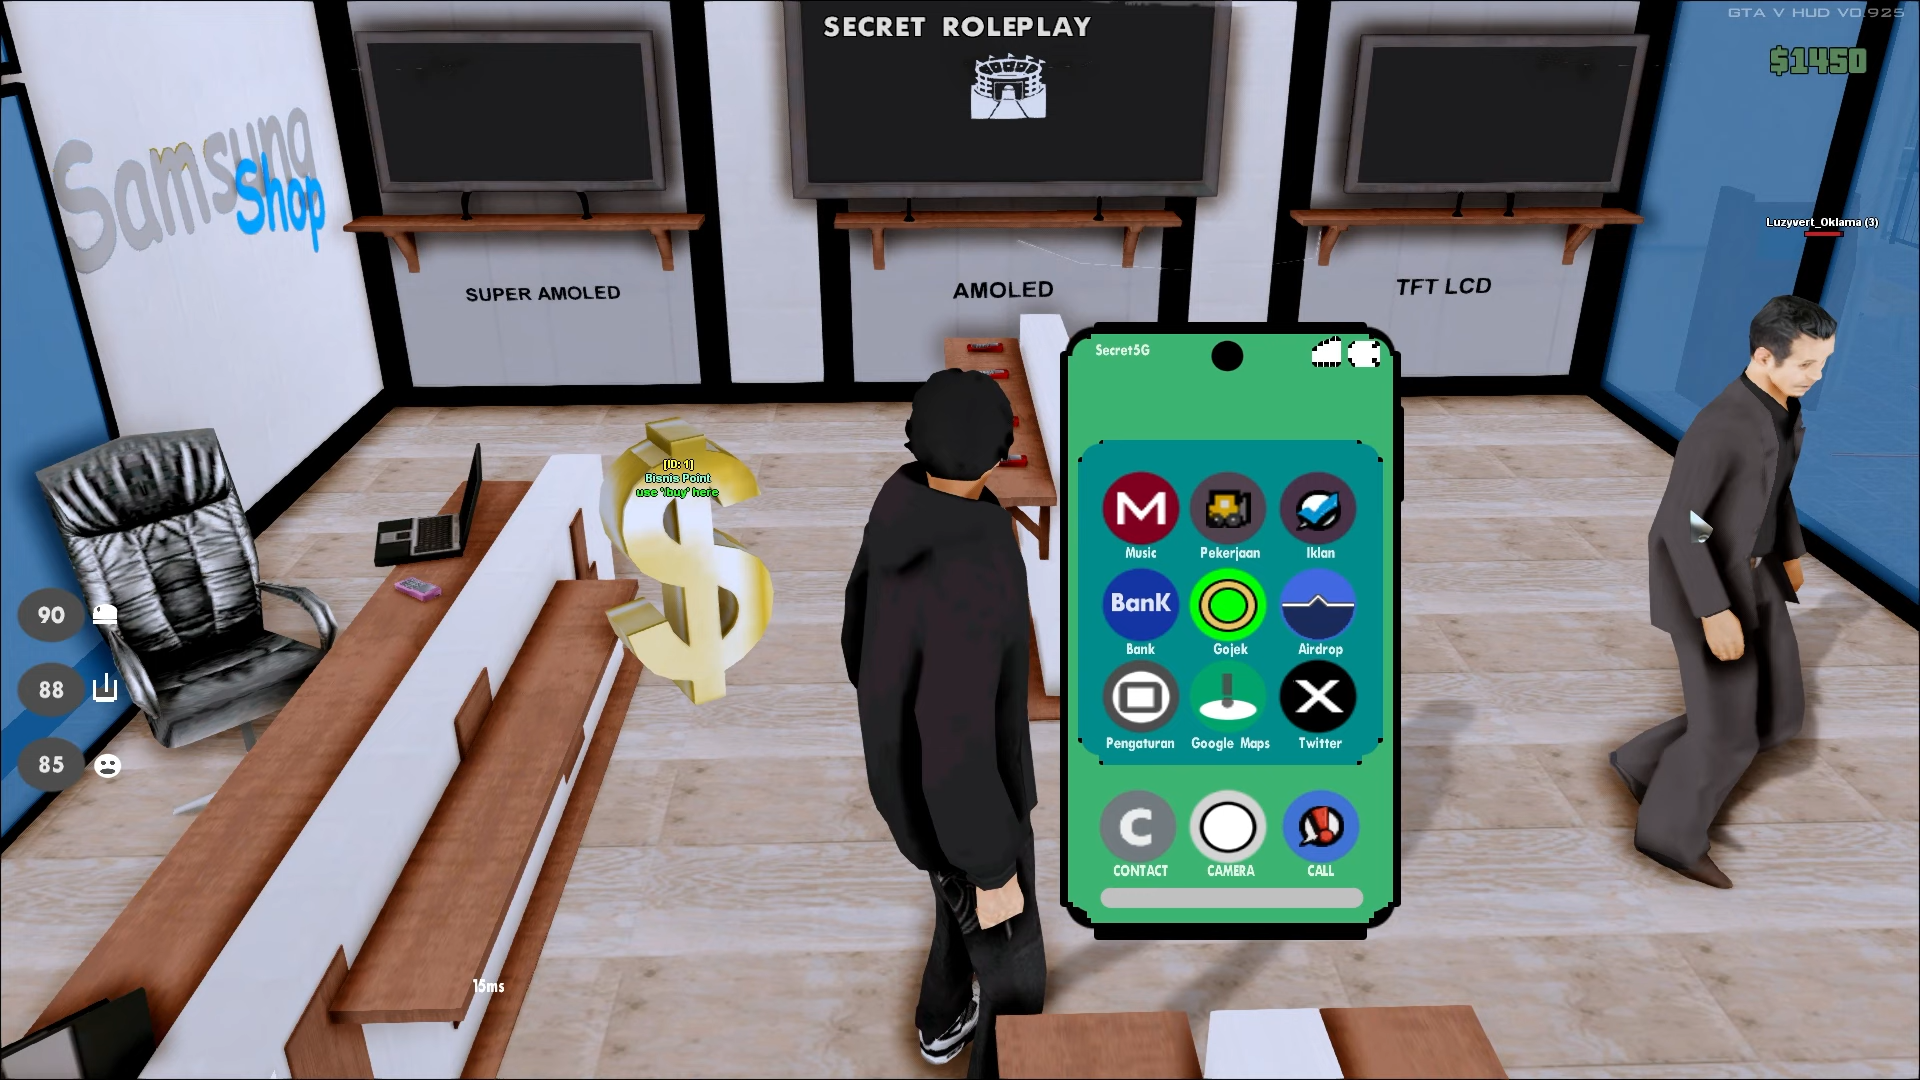 SECRET ROLEPLAY
GTA V HUD V0.925
$1450
Samsung
Shop
Luzyvert_Oklama (3)
SUPER AMOLED
AMOLED
TFT LCD
Secret5G
[ID: 1]
Bisnis Point
use '/buy' here
M
Music
Pekerjaan
Iklan
BanK
Bank
Gojek
Airdrop
Pengaturan
Google Maps
X
Twitter
C
CONTACT
CAMERA
CALL
90
88
85
15ms